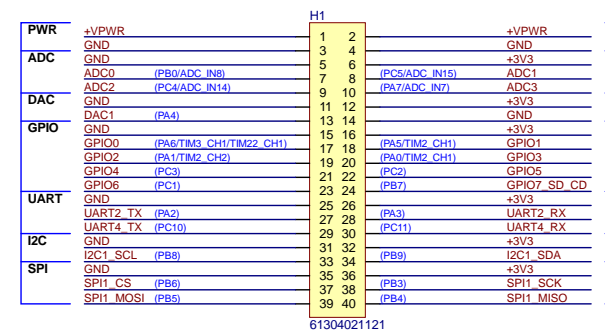 H1
PWR +VPWR 1 2 +VPWR
GND 3 4 GND
ADC GND 5 6 +3V3
ADC0 (PB0/ADC_IN8) 7 8 (PC5/ADC_IN15) ADC1
ADC2 (PC4/ADC_IN14) 9 10 (PA7/ADC_IN7) ADC3
DAC GND 11 12 +3V3
DAC1 (PA4) 13 14 GND
GPIO GND 15 16 +3V3
GPIO0 (PA6/TIM3_CH1/TIM22_CH1) 17 18 (PA5/TIM2_CH1) GPIO1
GPIO2 (PA1/TIM2_CH2) 19 20 (PA0/TIM2_CH1) GPIO3
GPIO4 (PC3) 21 22 (PC2) GPIO5
GPIO6 (PC1) 23 24 (PB7) GPIO7_SD_CD
UART GND 25 26 +3V3
UART2_TX (PA2) 27 28 (PA3) UART2_RX
UART4_TX (PC10) 29 30 (PC11) UART4_RX
I2C GND 31 32 +3V3
I2C1_SCL (PB8) 33 34 (PB9) I2C1_SDA
SPI GND 35 36 +3V3
SPI1_CS (PB6) 37 38 (PB3) SPI1_SCK
SPI1_MOSI (PB5) 39 40 (PB4) SPI1_MISO
61304021121